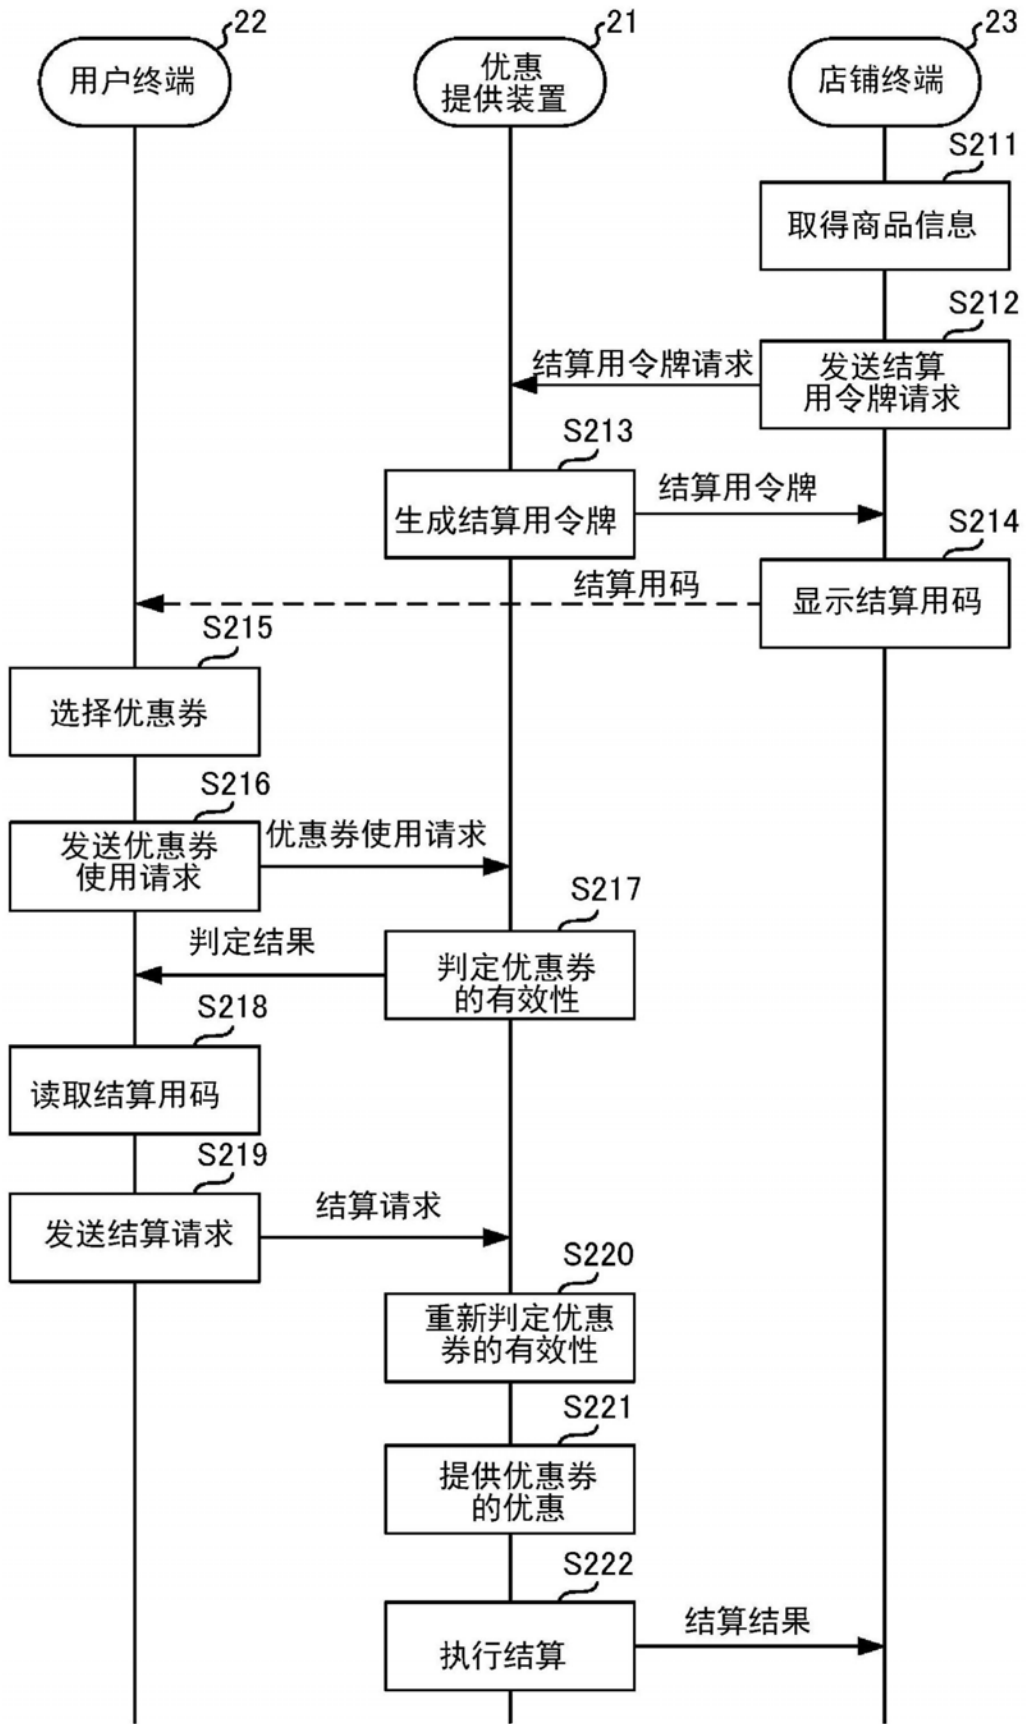 22
21
23
用户终端
优惠
提供装置
店铺终端
S211
取得商品信息
S212
发送结算
用令牌请求
结算用令牌请求
S213
生成结算用令牌
结算用令牌
S214
显示结算用码
结算用码
S215
选择优惠券
S216
发送优惠券
使用请求
优惠券使用请求
S217
判定优惠券
的有效性
判定结果
S218
读取结算用码
S219
发送结算请求
结算请求
S220
重新判定优惠
券的有效性
S221
提供优惠券
的优惠
S222
执行结算
结算结果